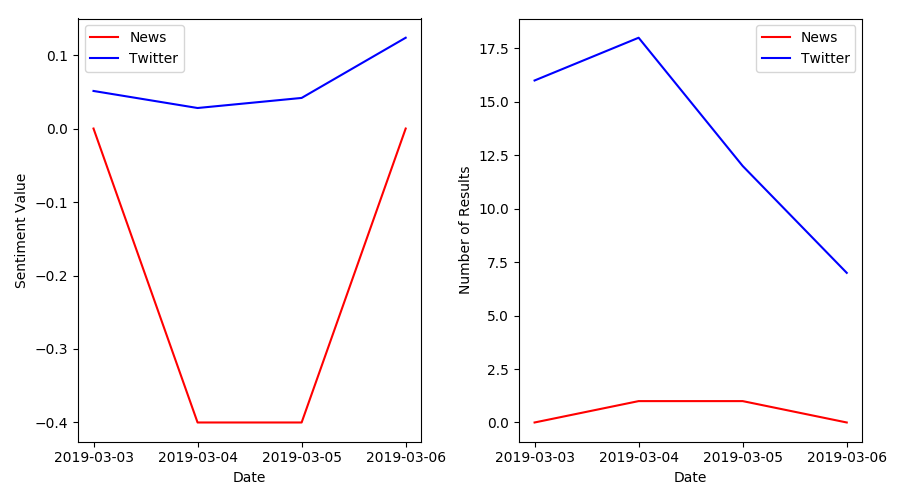 News
Twitter
0.1
0.0
−0.1
−0.2
−0.3
−0.4
Sentiment Value
2019-03-03 2019-03-04 2019-03-05 2019-03-06
Date
News
Twitter
17.5
15.0
12.5
10.0
7.5
5.0
2.5
0.0
Number of Results
2019-03-03 2019-03-04 2019-03-05 2019-03-06
Date